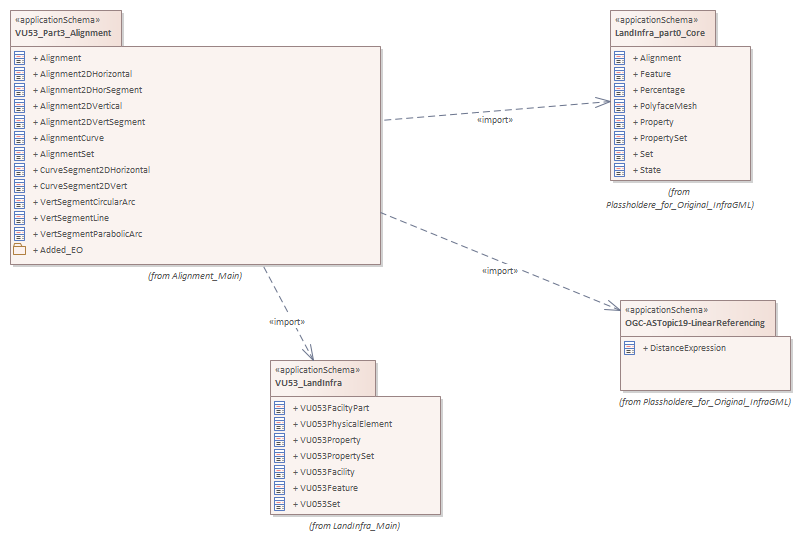 «applicationSchema»
VU53_Part3_Alignment
+ Alignment
+ Alignment2DHorizontal
+ Alignment2DHorSegment
+ Alignment2DVertical
+ Alignment2DVertSegment
+ AlignmentCurve
+ AlignmentSet
+ CurveSegment2DHorizontal
+ CurveSegment2DVert
+ VertSegmentCircularArc
+ VertSegmentLine
+ VertSegmentParabolicArc
+ Added_EO
(from Alignment_Main)
«import»
«applicationSchema»
LandInfra_part0_Core
+ Alignment
+ Feature
+ Percentage
+ PolyfaceMesh
+ Property
+ PropertySet
+ Set
+ State
(from
Plassholdere_for_Original_InfraGML)
«import»
«appicationSchema»
OGC-ASTopic19-LinearReferencing
+ DistanceExpression
(from Plassholdere_for_Original_InfraGML)
«import»
«applicationSchema»
VU53_LandInfra
+ VU053FaciltyPart
+ VU053PhysicalElement
+ VU053Property
+ VU053PropertySet
+ VU053Facility
+ VU053Feature
+ VU053Set
(from LandInfra_Main)